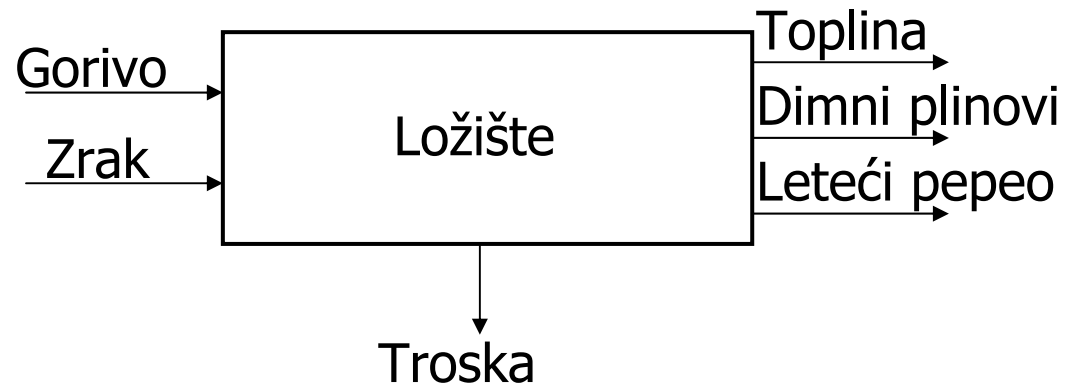 Gorivo
Zrak
Ložište
Toplina
Dimni plinovi
Leteći pepeo
Troska